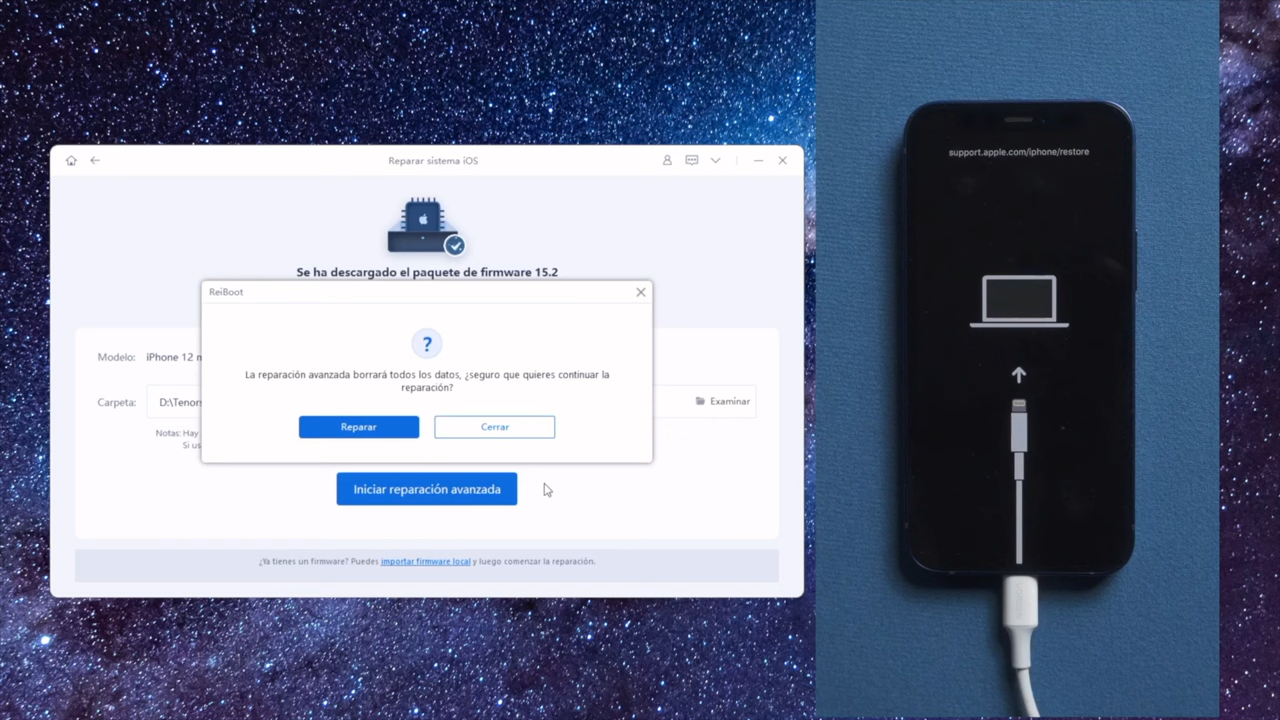 Reparar sistema iOS
Se ha descargado el paquete de firmware 15.2
ReiBoot
?
La reparación avanzada borrará todos los datos, ¿seguro que quieres continuar la
reparación?
Reparar
Cerrar
Modelo: iPhone 12
Carpeta:
Examinar
Notas: Hay
Si
Iniciar reparación avanzada
¿Ya tienes un firmware? Puedes importar firmware local y luego comenzar la reparación.
support.apple.com/iphone/restore